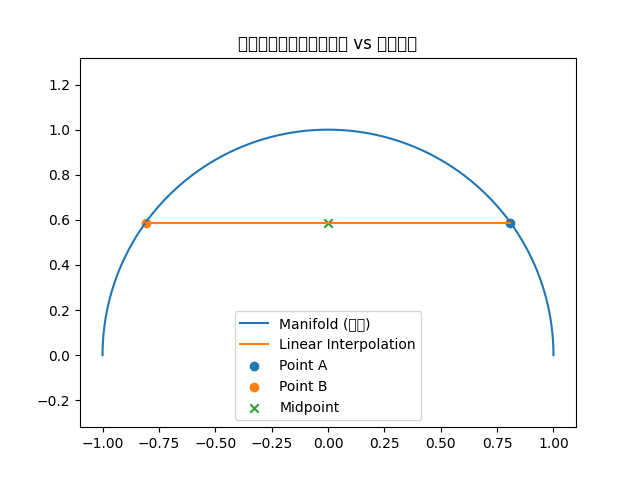 vs
1.2
1.0
0.8
0.6
0.4
0.2
0.0
−0.2
−1.00 −0.75 −0.50 −0.25 0.00 0.25 0.50 0.75 1.00
Manifold ()
Linear Interpolation
Point A
Point B
Midpoint